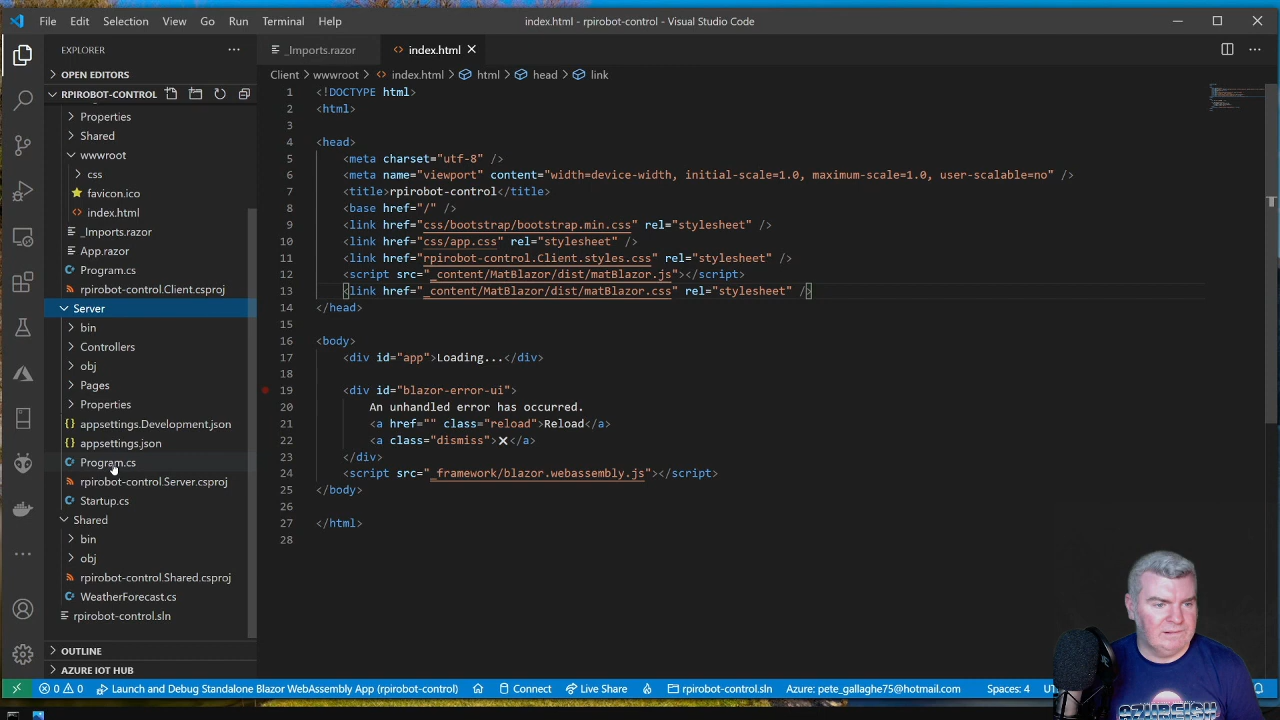 File Edit Selection View Go Run Terminal Help index.html - rpirobot-control - Visual Studio Code
EXPLORER
OPEN EDITORS
RPIROBOT-CONTROL
Properties
Shared
wwwroot
css
favicon.ico
index.html
_Imports.razor
App.razor
Program.cs
rpirobot-control.Client.csproj
Server
bin
Controllers
obj
Pages
Properties
appsettings.Development.json
appsettings.json
Program.cs
rpirobot-control.Server.csproj
Startup.cs
Shared
bin
obj
rpirobot-control.Shared.csproj
WeatherForecast.cs
rpirobot-control.sln
OUTLINE
AZURE IOT HUB
_Imports.razor index.html
Client wwwroot index.html html head link
1 <!DOCTYPE html>
2 <html>
3
4 <head>
5 <meta charset="utf-8" />
6 <meta name="viewport" content="width=device-width, initial-scale=1.0, maximum-scale=1.0, user-scalable=no" />
7 <title>rpirobot-control</title>
8 <base href="/" />
9 <link href="css/bootstrap/bootstrap.min.css" rel="stylesheet" />
10 <link href="css/app.css" rel="stylesheet" />
11 <link href="rpirobot-control.Client.styles.css" rel="stylesheet" />
12 <script src="_content/MatBlazor/dist/matBlazor.js"></script>
13 <link href="_content/MatBlazor/dist/matBlazor.css" rel="stylesheet" />
14 </head>
15
16 <body>
17 <div id="app">Loading...</div>
18
19 <div id="blazor-error-ui">
20 An unhandled error has occurred.
21 <a href="" class="reload">Reload</a>
22 <a class="dismiss">🗙</a>
23 </div>
24 <script src="_framework/blazor.webassembly.js"></script>
25 </body>
26
27 </html>
28
0 0 Launch and Debug Standalone Blazor WebAssembly App (rpirobot-control) Connect Live Share rpirobot-control.sln Azure: pete_gallaghe75@hotmail.com Spaces: 4